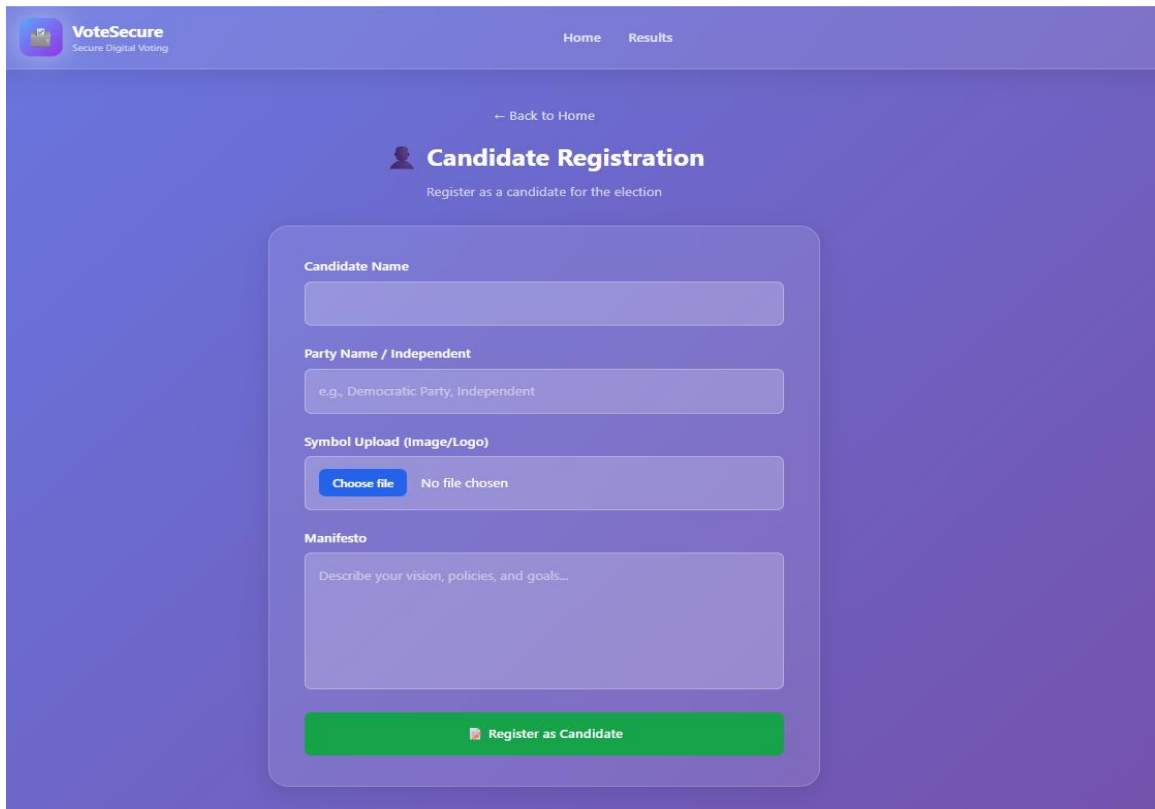 VoteSecure
Secure Digital Voting
Home Results
← Back to Home
Candidate Registration
Register as a candidate for the election
Candidate Name
Party Name / Independent
e.g., Democratic Party, Independent
Symbol Upload (Image/Logo)
Choose file No file chosen
Manifesto
Describe your vision, policies, and goals...
Register as Candidate